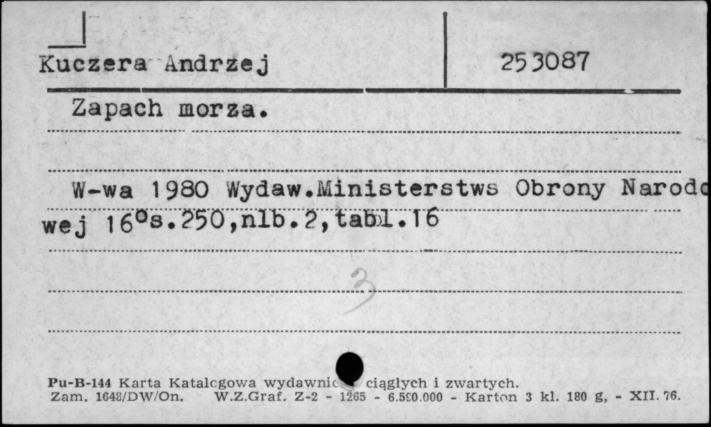 Kuczera Andrzej 253087
Zapach morza.
W-wa 1980 Wydaw.Ministerstws Obrony Narodo
wej 16⁰s.250,nlb.2,tabl.16
3
Pu-B-144 Karta Katalogowa wydawnic ciągłych i zwartych.
Zam. 1648/DW/On. W.Z.Graf. Z-2 - 1265 - 6.500.000 - Karton 3 kl. 180 g, - XII. 76.